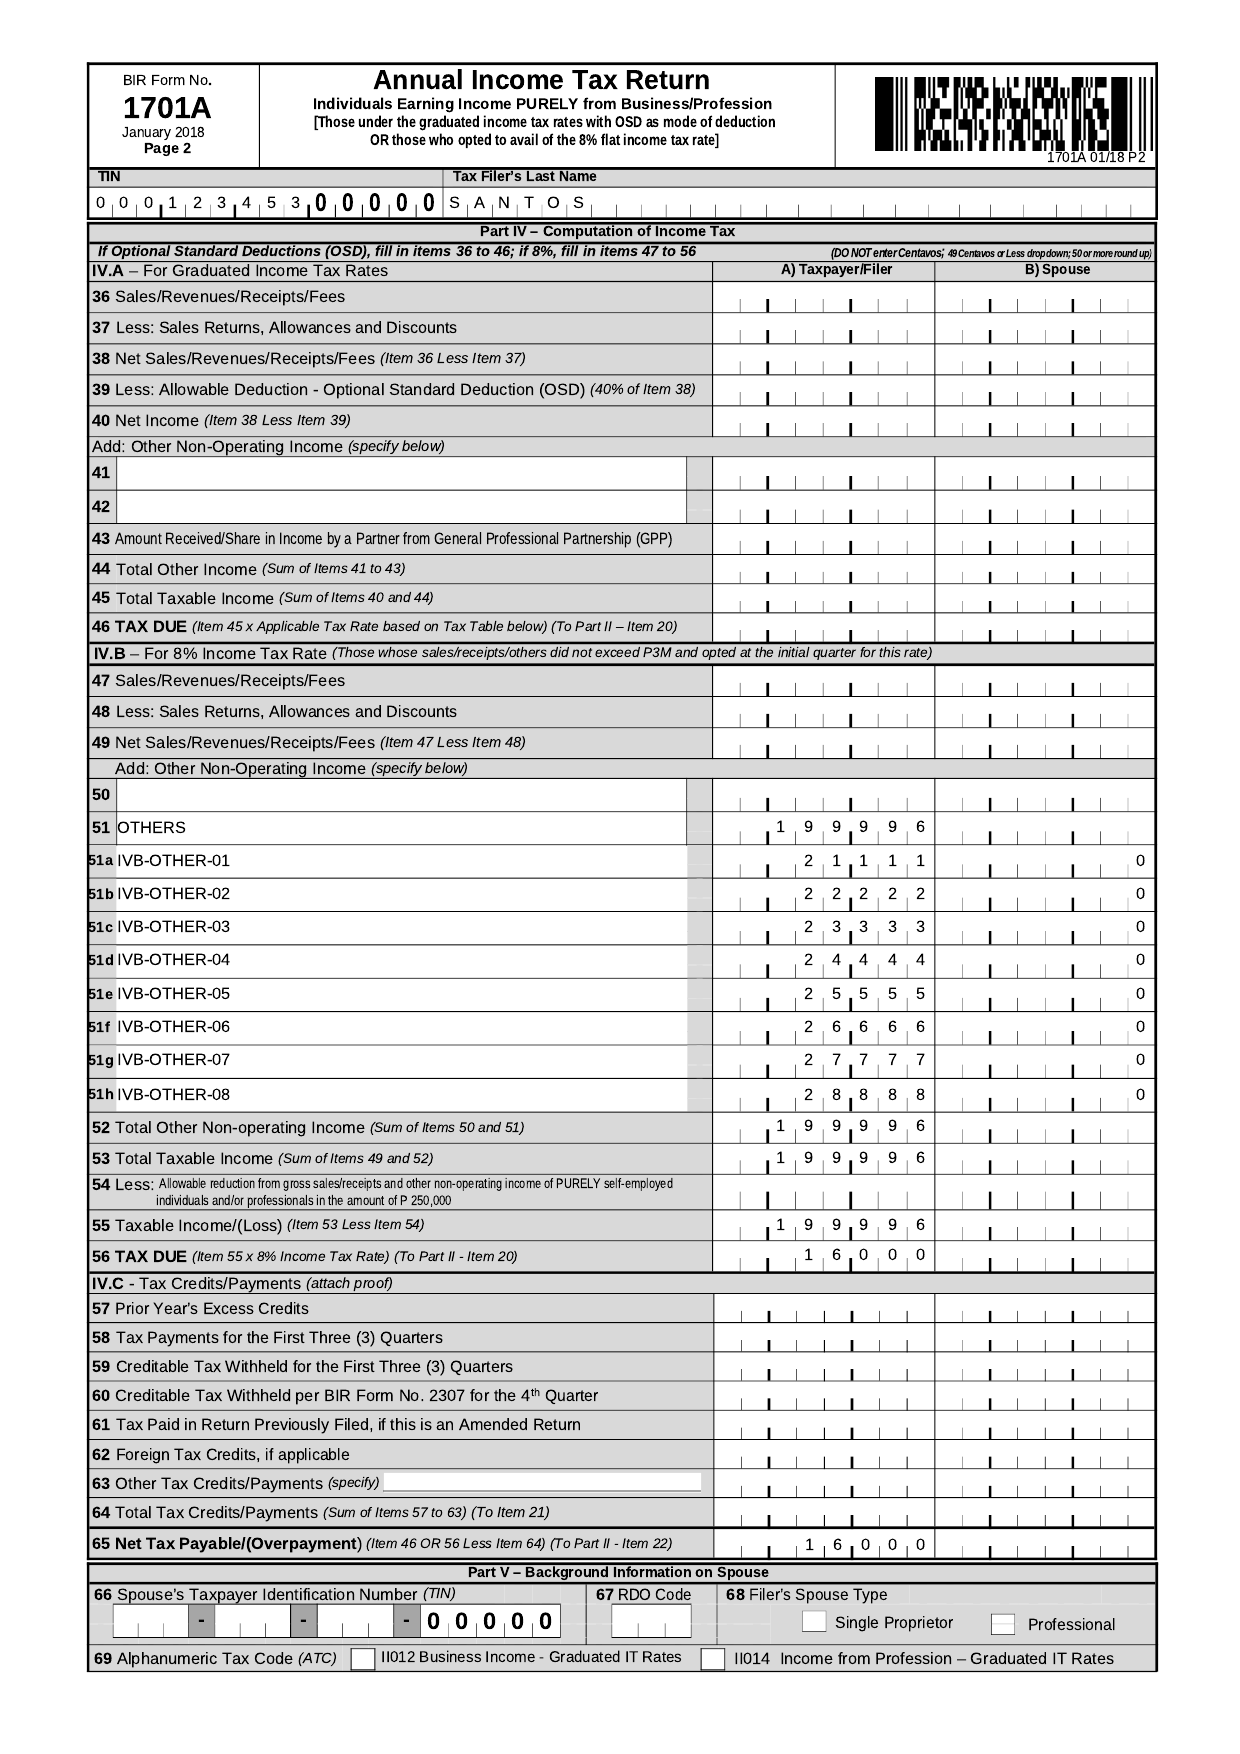 BIR Form No.
1701A
January 2018
Page 2
Annual Income Tax Return
Individuals Earning Income PURELY from Business/Profession
[Those under the graduated income tax rates with OSD as mode of deduction
OR those who opted to avail of the 8% flat income tax rate]
1701A 01/18 P2
TIN Tax Filer's Last Name
0 0 0 1 2 3 4 5 3 0 0 0 0 0 S A N T O S
Part IV – Computation of Income Tax
If Optional Standard Deductions (OSD), fill in items 36 to 46; if 8%, fill in items 47 to 56 (DO NOT enter Centavos; 49 Centavos or Less drop down; 50 or more round up)
IV.A – For Graduated Income Tax Rates A) Taxpayer/Filer B) Spouse
36 Sales/Revenues/Receipts/Fees
37 Less: Sales Returns, Allowances and Discounts
38 Net Sales/Revenues/Receipts/Fees (Item 36 Less Item 37)
39 Less: Allowable Deduction - Optional Standard Deduction (OSD) (40% of Item 38)
40 Net Income (Item 38 Less Item 39)
Add: Other Non-Operating Income (specify below)
41
42
43 Amount Received/Share in Income by a Partner from General Professional Partnership (GPP)
44 Total Other Income (Sum of Items 41 to 43)
45 Total Taxable Income (Sum of Items 40 and 44)
46 TAX DUE (Item 45 x Applicable Tax Rate based on Tax Table below) (To Part II – Item 20)
IV.B – For 8% Income Tax Rate (Those whose sales/receipts/others did not exceed P3M and opted at the initial quarter for this rate)
47 Sales/Revenues/Receipts/Fees
48 Less: Sales Returns, Allowances and Discounts
49 Net Sales/Revenues/Receipts/Fees (Item 47 Less Item 48)
Add: Other Non-Operating Income (specify below)
50
51 OTHERS 1 9 9 9 9 6
51a IVB-OTHER-01 2 1 1 1 1 0
51b IVB-OTHER-02 2 2 2 2 2 0
51c IVB-OTHER-03 2 3 3 3 3 0
51d IVB-OTHER-04 2 4 4 4 4 0
51e IVB-OTHER-05 2 5 5 5 5 0
51f IVB-OTHER-06 2 6 6 6 6 0
51g IVB-OTHER-07 2 7 7 7 7 0
51h IVB-OTHER-08 2 8 8 8 8 0
52 Total Other Non-operating Income (Sum of Items 50 and 51) 1 9 9 9 9 6
53 Total Taxable Income (Sum of Items 49 and 52) 1 9 9 9 9 6
54 Less: Allowable reduction from gross sales/receipts and other non-operating income of PURELY self-employed
individuals and/or professionals in the amount of P 250,000
55 Taxable Income/(Loss) (Item 53 Less Item 54) 1 9 9 9 9 6
56 TAX DUE (Item 55 x 8% Income Tax Rate) (To Part II - Item 20) 1 6 0 0 0
IV.C - Tax Credits/Payments (attach proof)
57 Prior Year's Excess Credits
58 Tax Payments for the First Three (3) Quarters
59 Creditable Tax Withheld for the First Three (3) Quarters
60 Creditable Tax Withheld per BIR Form No. 2307 for the 4th Quarter
61 Tax Paid in Return Previously Filed, if this is an Amended Return
62 Foreign Tax Credits, if applicable
63 Other Tax Credits/Payments (specify)
64 Total Tax Credits/Payments (Sum of Items 57 to 63) (To Item 21)
65 Net Tax Payable/(Overpayment) (Item 46 OR 56 Less Item 64) (To Part II - Item 22) 1 6 0 0 0
Part V – Background Information on Spouse
66 Spouse's Taxpayer Identification Number (TIN) 67 RDO Code 68 Filer's Spouse Type
- - - 0 0 0 0 0 Single Proprietor Professional
69 Alphanumeric Tax Code (ATC) II012 Business Income - Graduated IT Rates II014 Income from Profession – Graduated IT Rates